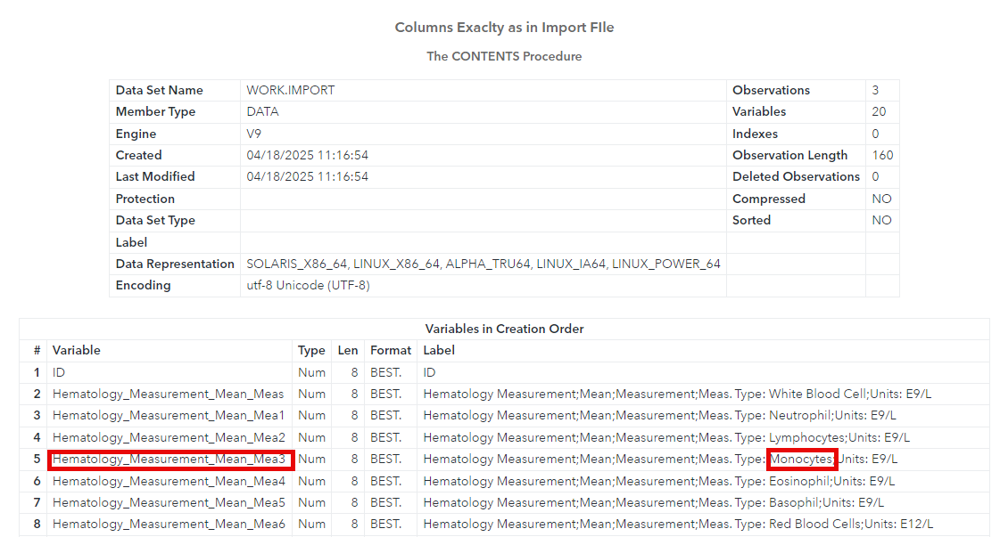 Columns Exaclty as in Import FIle
The CONTENTS Procedure
Data Set Name WORK.IMPORT Observations 3
Member Type DATA Variables 20
Engine V9 Indexes 0
Created 04/18/2025 11:16:54 Observation Length 160
Last Modified 04/18/2025 11:16:54 Deleted Observations 0
Protection Compressed NO
Data Set Type Sorted NO
Label
Data Representation SOLARIS_X86_64, LINUX_X86_64, ALPHA_TRU64, LINUX_IA64, LINUX_POWER_64
Encoding utf-8 Unicode (UTF-8)
Variables in Creation Order
# Variable Type Len Format Label
1 ID Num 8 BEST. ID
2 Hematology_Measurement_Mean_Meas Num 8 BEST. Hematology Measurement;Mean;Measurement;Meas. Type: White Blood Cell;Units: E9/L
3 Hematology_Measurement_Mean_Mea1 Num 8 BEST. Hematology Measurement;Mean;Measurement;Meas. Type: Neutrophil;Units: E9/L
4 Hematology_Measurement_Mean_Mea2 Num 8 BEST. Hematology Measurement;Mean;Measurement;Meas. Type: Lymphocytes;Units: E9/L
5 Hematology_Measurement_Mean_Mea3 Num 8 BEST. Hematology Measurement;Mean;Measurement;Meas. Type: Monocytes;Units: E9/L
6 Hematology_Measurement_Mean_Mea4 Num 8 BEST. Hematology Measurement;Mean;Measurement;Meas. Type: Eosinophil;Units: E9/L
7 Hematology_Measurement_Mean_Mea5 Num 8 BEST. Hematology Measurement;Mean;Measurement;Meas. Type: Basophil;Units: E9/L
8 Hematology_Measurement_Mean_Mea6 Num 8 BEST. Hematology Measurement;Mean;Measurement;Meas. Type: Red Blood Cells;Units: E12/L